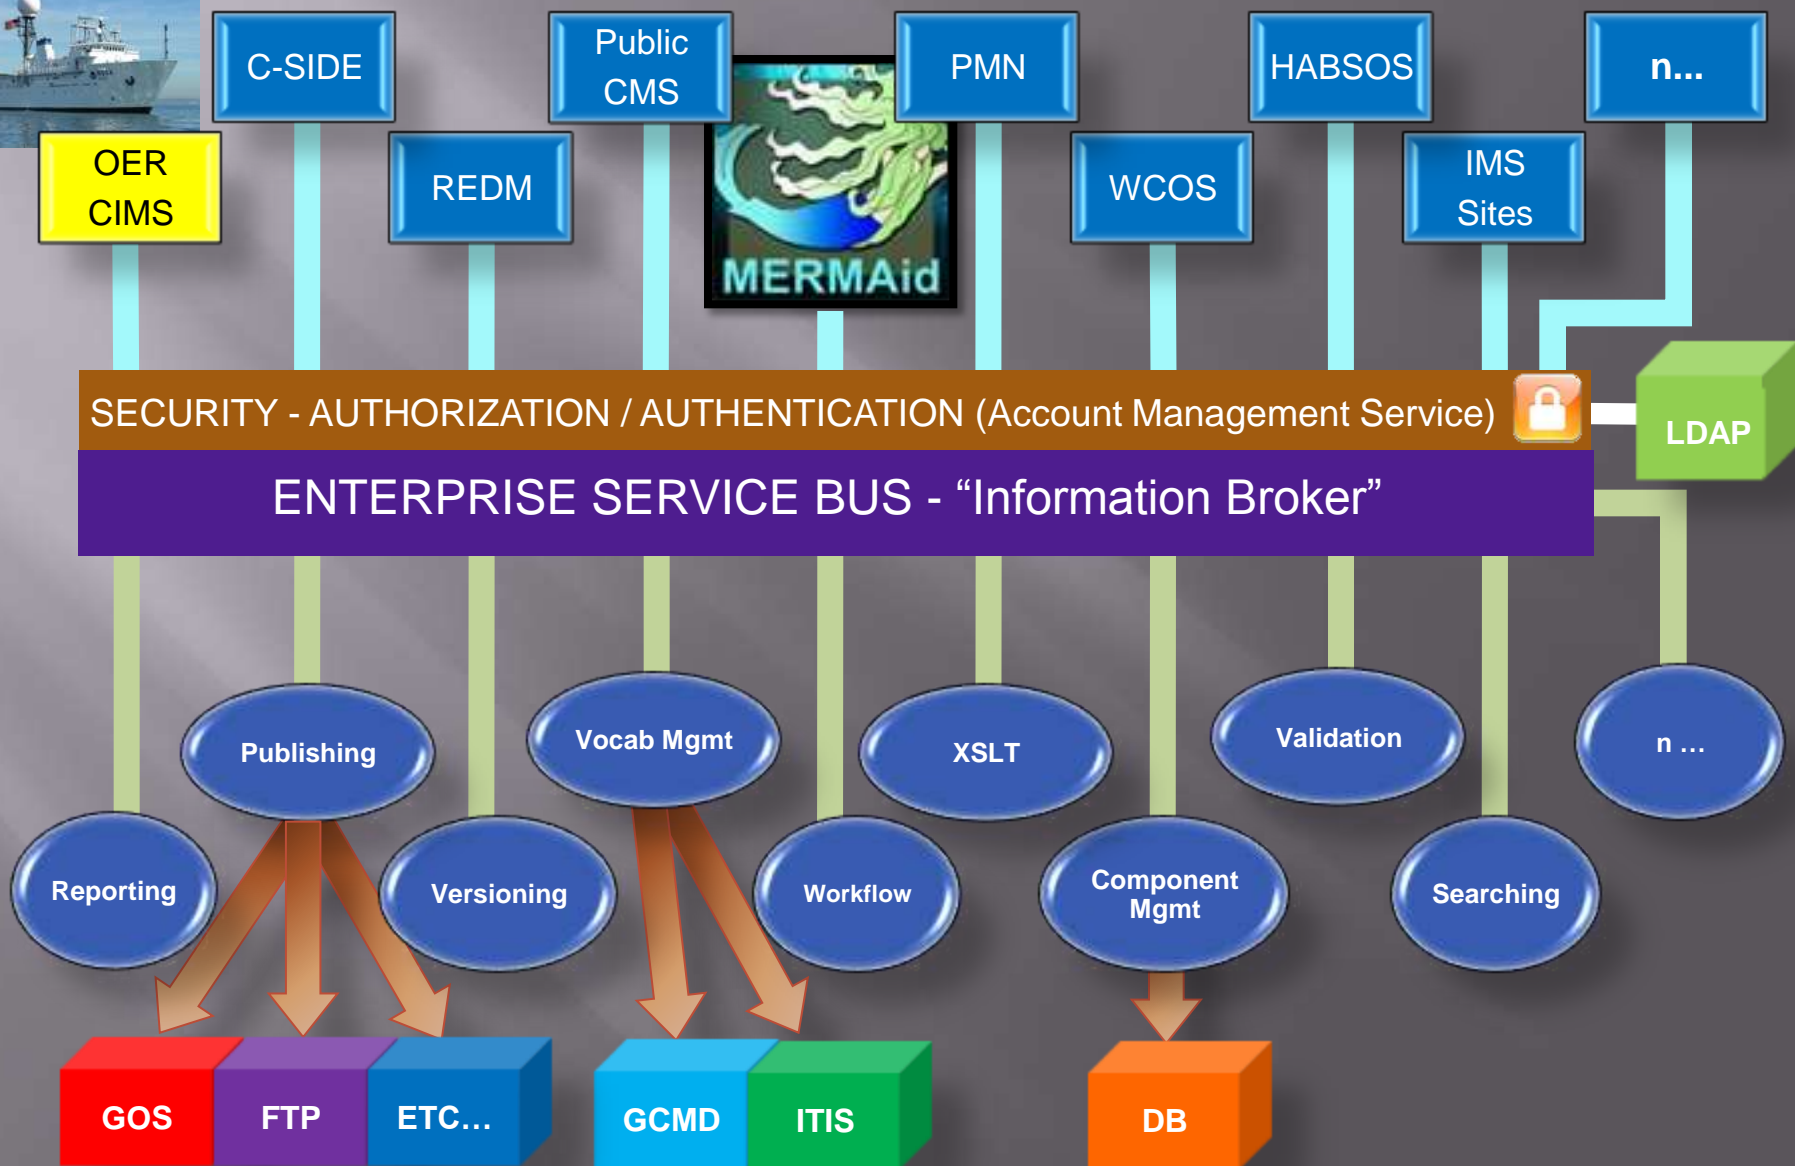 C-SIDE
Public
CMS
PMN
HABSOS
n...
OER
CIMS
REDM
MERMAid
WCOS
IMS
Sites
SECURITY - AUTHORIZATION / AUTHENTICATION (Account Management Service)
LDAP
ENTERPRISE SERVICE BUS - “Information Broker”
Publishing
Vocab Mgmt
XSLT
Validation
n ...
Reporting
Versioning
Workflow
Component
Mgmt
Searching
GOS
FTP
ETC...
GCMD
ITIS
DB